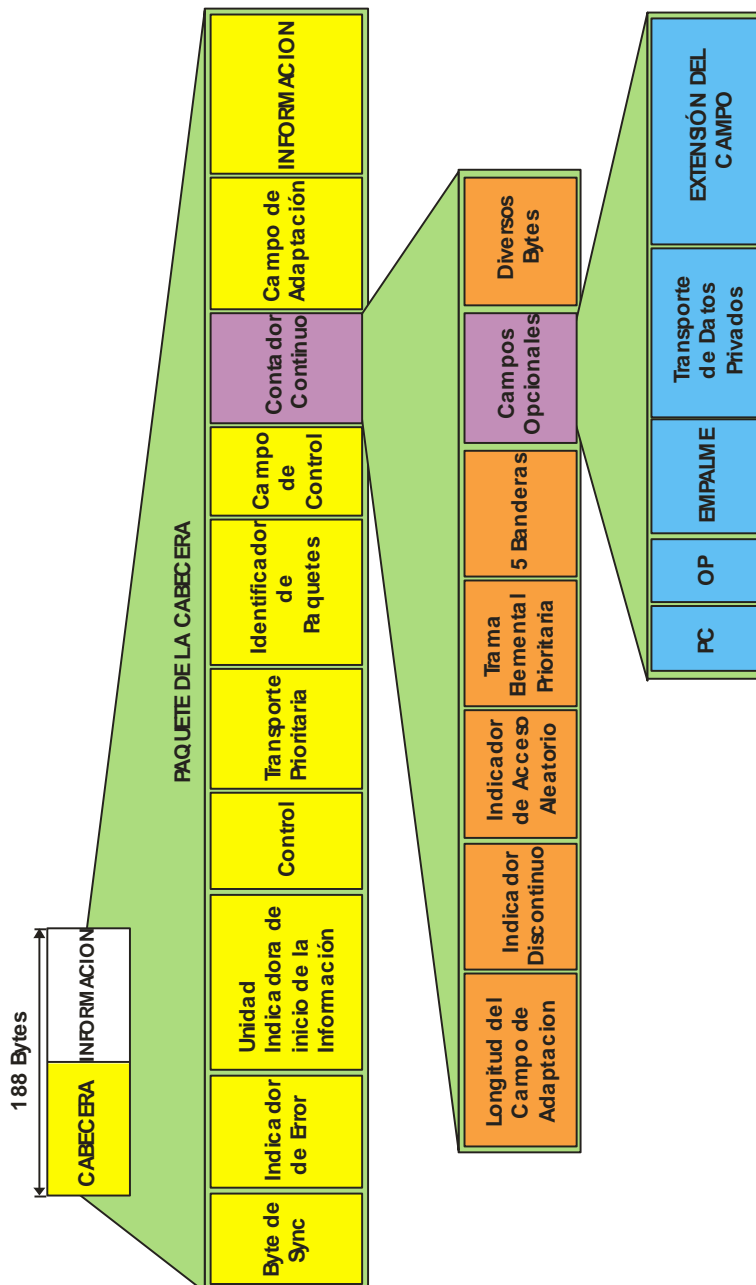 188 Bytes
CABECERA
INFORMACION
PAQUETE DE LA CABECERA
Byte de
Sync
Indicador
de Error
Unidad
Indicadora de
inicio de la
Información
Control
Transporte
Prioritaria
Identificador
de
Paquetes
Campo
de
Control
Contador
Continuo
Campo de
Adaptación
INFORMACION
Longitud del
Campo de
Adaptacion
Indicador
Discontinuo
Indicador
de Acceso
Aleatorio
Trama
Elemental
Prioritaria
5 Banderas
Campos
Opcionales
Diversos
Bytes
PC
OP
EMPALME
Transporte
de Datos
Privados
EXTENSIÓN DEL
CAMPO